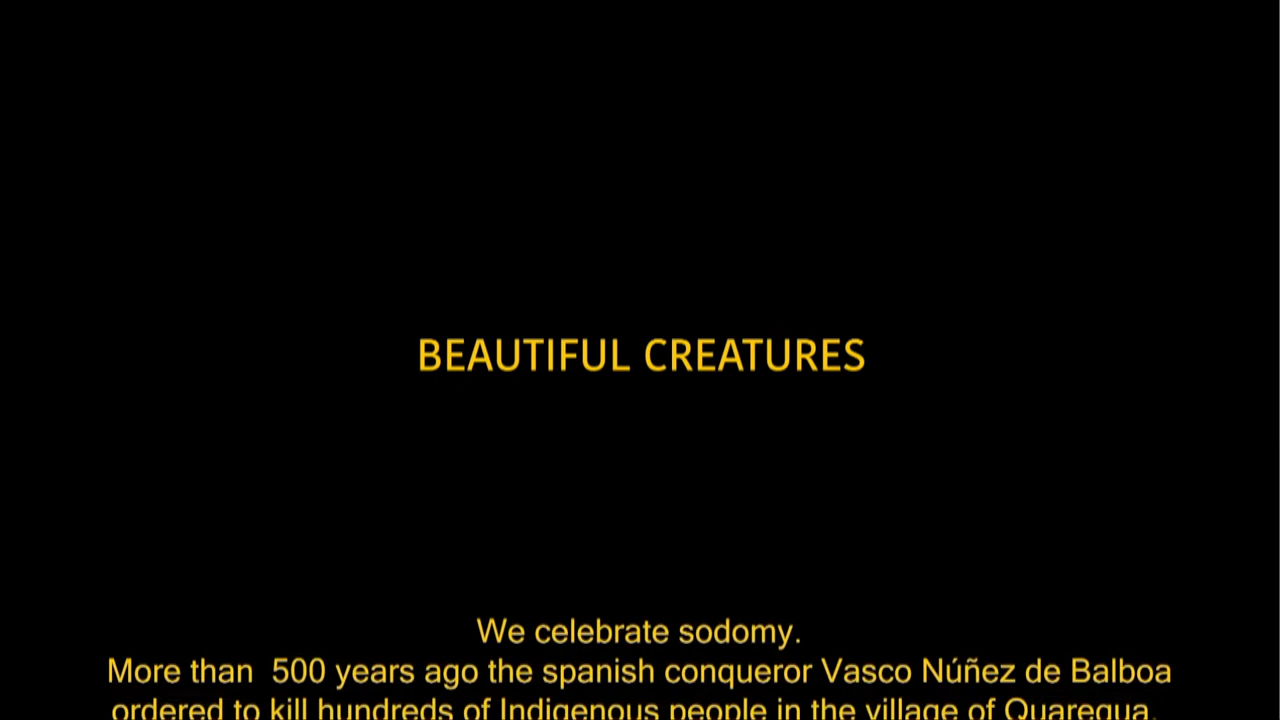 BEAUTIFUL CREATURES
We celebrate sodomy.
More than  500 years ago the spanish conqueror Vasco Núñez de Balboa
ordered to kill hundreds of Indigenous people in the village of Quarequa.